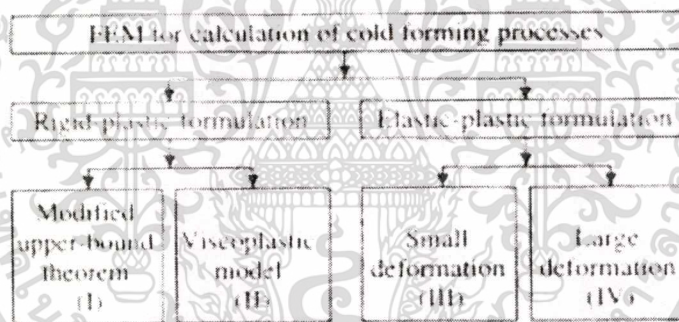 FEM for calculation of cold forming processes
Rigid-plastic formulation
Elastic-plastic formulation
Modified
upper-bound
theorem
(I)
Viscoplastic
model
(II)
Small
deformation
(III)
Large
deformation
(IV)